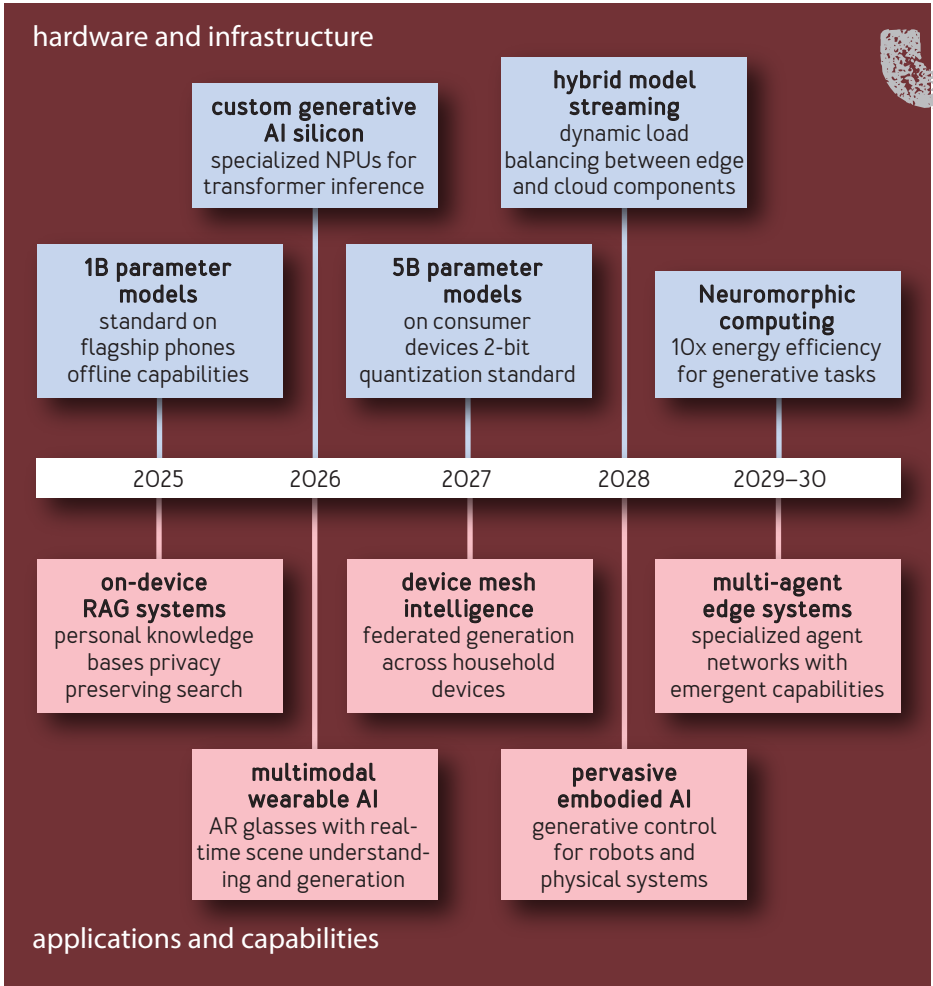 hardware and infrastructure
custom generative
AI silicon
specialized NPUs for
transformer inference
hybrid model
streaming
dynamic load
balancing between edge
and cloud components
1B parameter
models
standard on
flagship phones
offline capabilities
5B parameter
models
on consumer
devices 2-bit
quantization standard
Neuromorphic
computing
10x energy efficiency
for generative tasks
2025
2026
2027
2028
2029–30
on-device
RAG systems
personal knowledge
bases privacy
preserving search
device mesh
intelligence
federated generation
across household
devices
multi-agent
edge systems
specialized agent
networks with
emergent capabilities
multimodal
wearable AI
AR glasses with real-
time scene understand-
ing and generation
pervasive
embodied AI
generative control
for robots and
physical systems
applications and capabilities